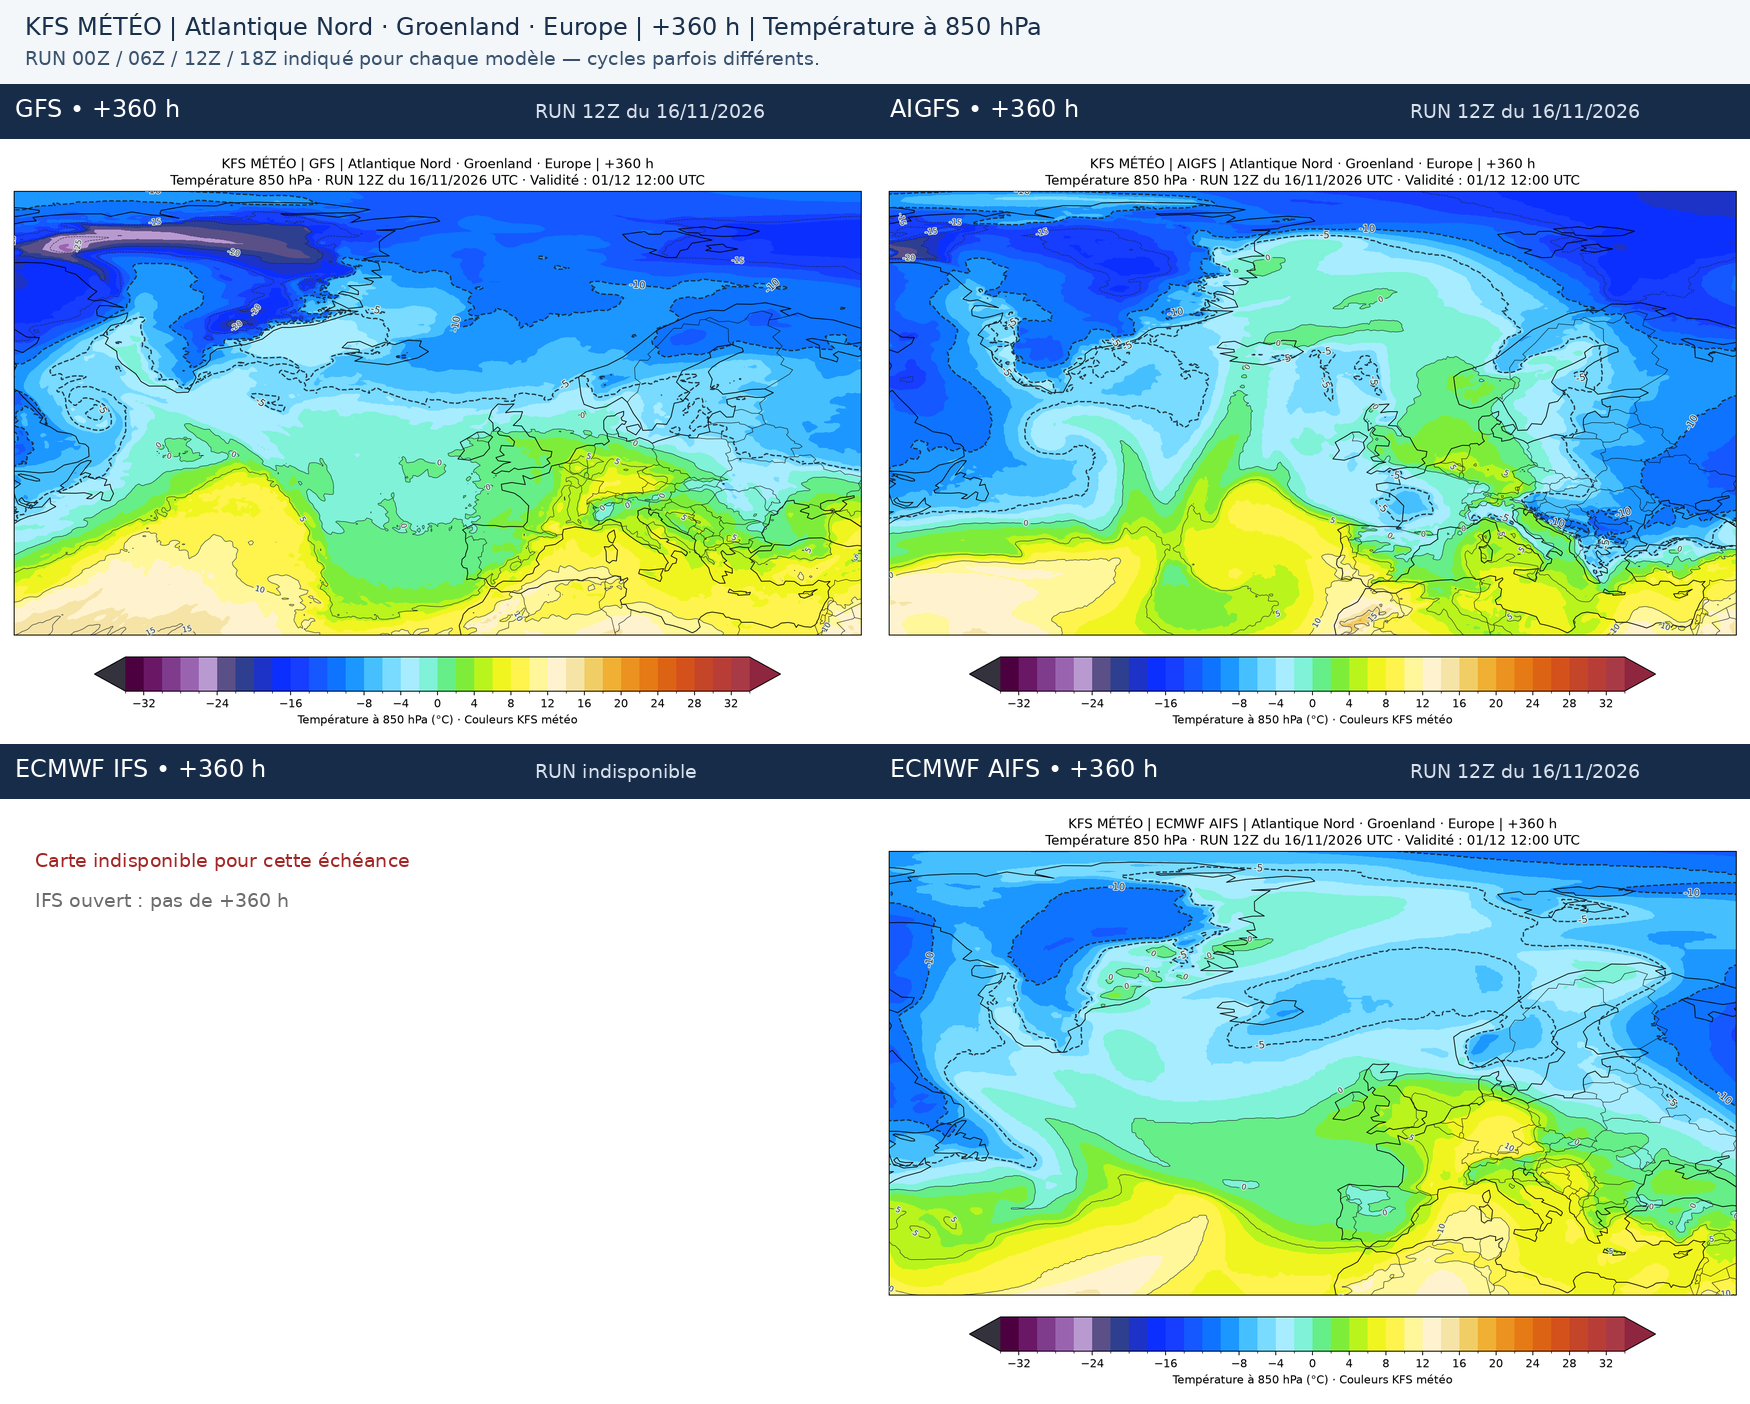 KFS MÉTÉO | Atlantique Nord · Groenland · Europe | +360 h | Température à 850 hPa
RUN 00Z / 06Z / 12Z / 18Z indiqué pour chaque modèle — cycles parfois différents.
GFS • +360 h
RUN 12Z du 16/11/2026
KFS MÉTÉO | GFS | Atlantique Nord · Groenland · Europe | +360 h
Température 850 hPa · RUN 12Z du 16/11/2026 UTC · Validité : 01/12 12:00 UTC
−32 −24 −16 −8 −4 0 4 8 12 16 20 24 28 32
Température à 850 hPa (°C) · Couleurs KFS météo
AIGFS • +360 h
RUN 12Z du 16/11/2026
KFS MÉTÉO | AIGFS | Atlantique Nord · Groenland · Europe | +360 h
Température 850 hPa · RUN 12Z du 16/11/2026 UTC · Validité : 01/12 12:00 UTC
−32 −24 −16 −8 −4 0 4 8 12 16 20 24 28 32
Température à 850 hPa (°C) · Couleurs KFS météo
ECMWF IFS • +360 h
RUN indisponible
Carte indisponible pour cette échéance
IFS ouvert : pas de +360 h
ECMWF AIFS • +360 h
RUN 12Z du 16/11/2026
KFS MÉTÉO | ECMWF AIFS | Atlantique Nord · Groenland · Europe | +360 h
Température 850 hPa · RUN 12Z du 16/11/2026 UTC · Validité : 01/12 12:00 UTC
−32 −24 −16 −8 −4 0 4 8 12 16 20 24 28 32
Température à 850 hPa (°C) · Couleurs KFS météo